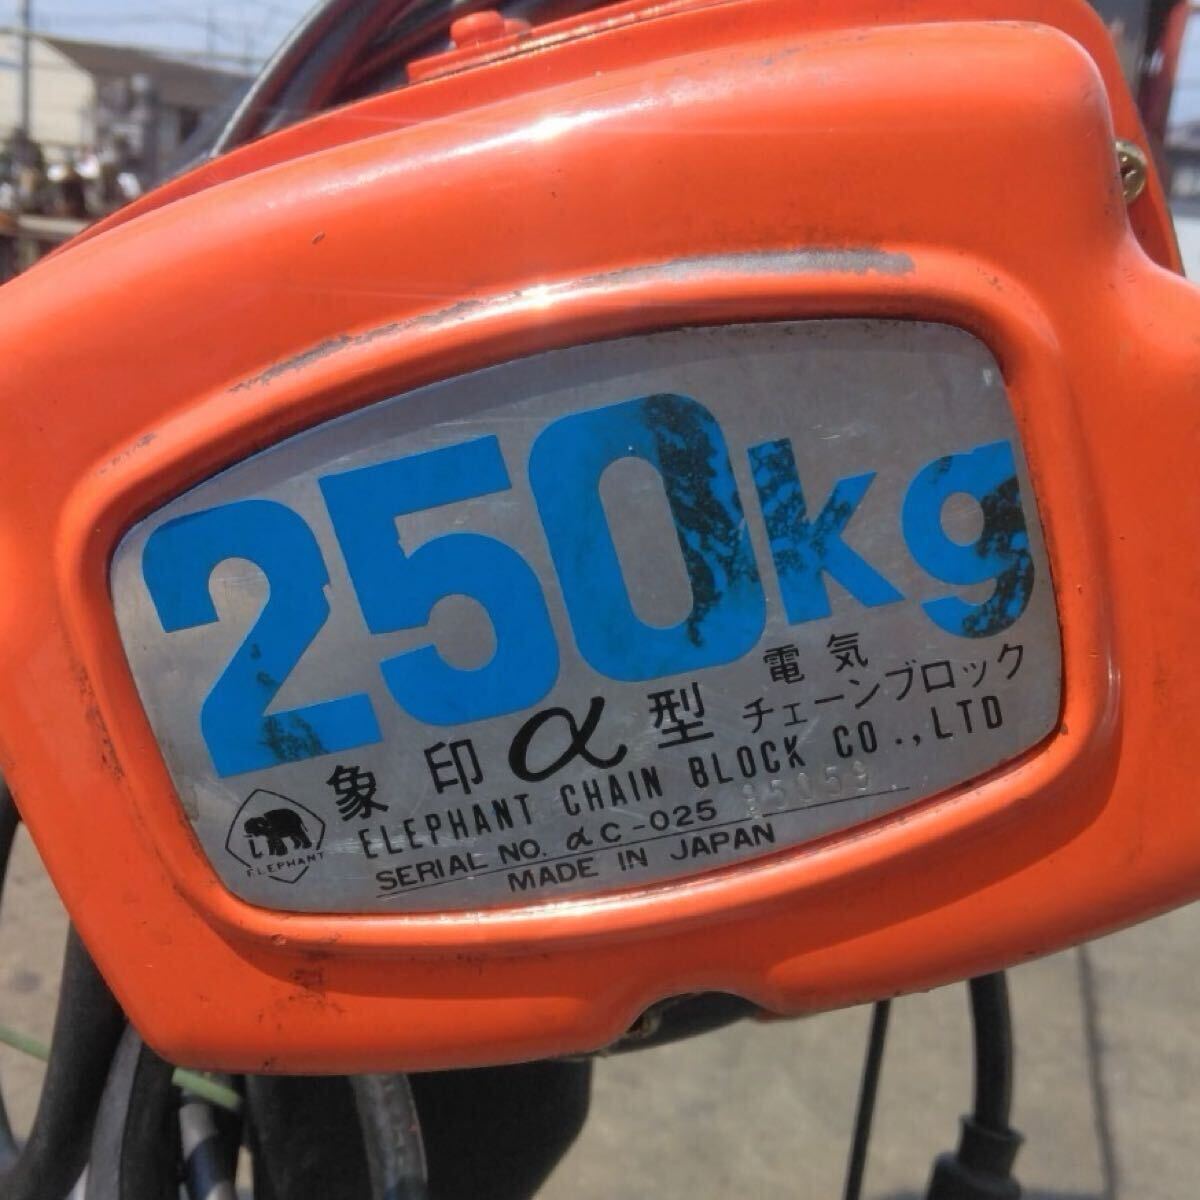 250kg
象印 α 型 電気チェーンブロック
ELEPHANT CHAIN BLOCK CO.,LTD
SERIAL NO. αC-025 95059
MADE IN JAPAN
ELEPHANT